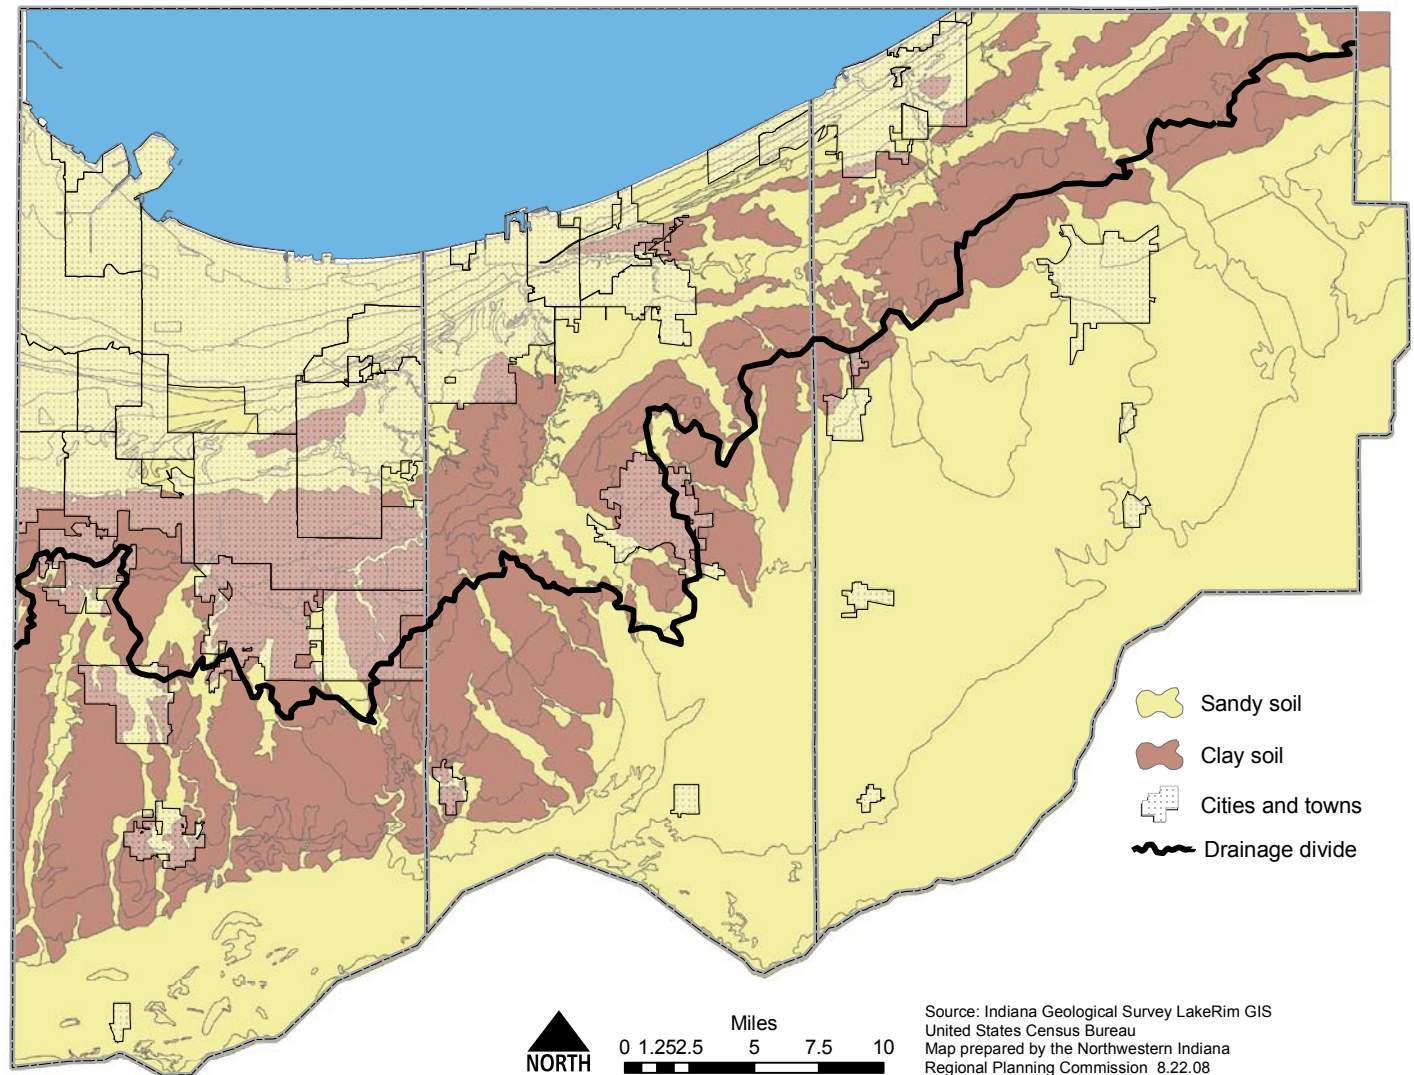 Sandy soil
Clay soil
Cities and towns
Drainage divide
NORTH
Miles
0 1.252.5 5 7.5 10
Source: Indiana Geological Survey LakeRim GIS
United States Census Bureau
Map prepared by the Northwestern Indiana
Regional Planning Commission 8.22.08